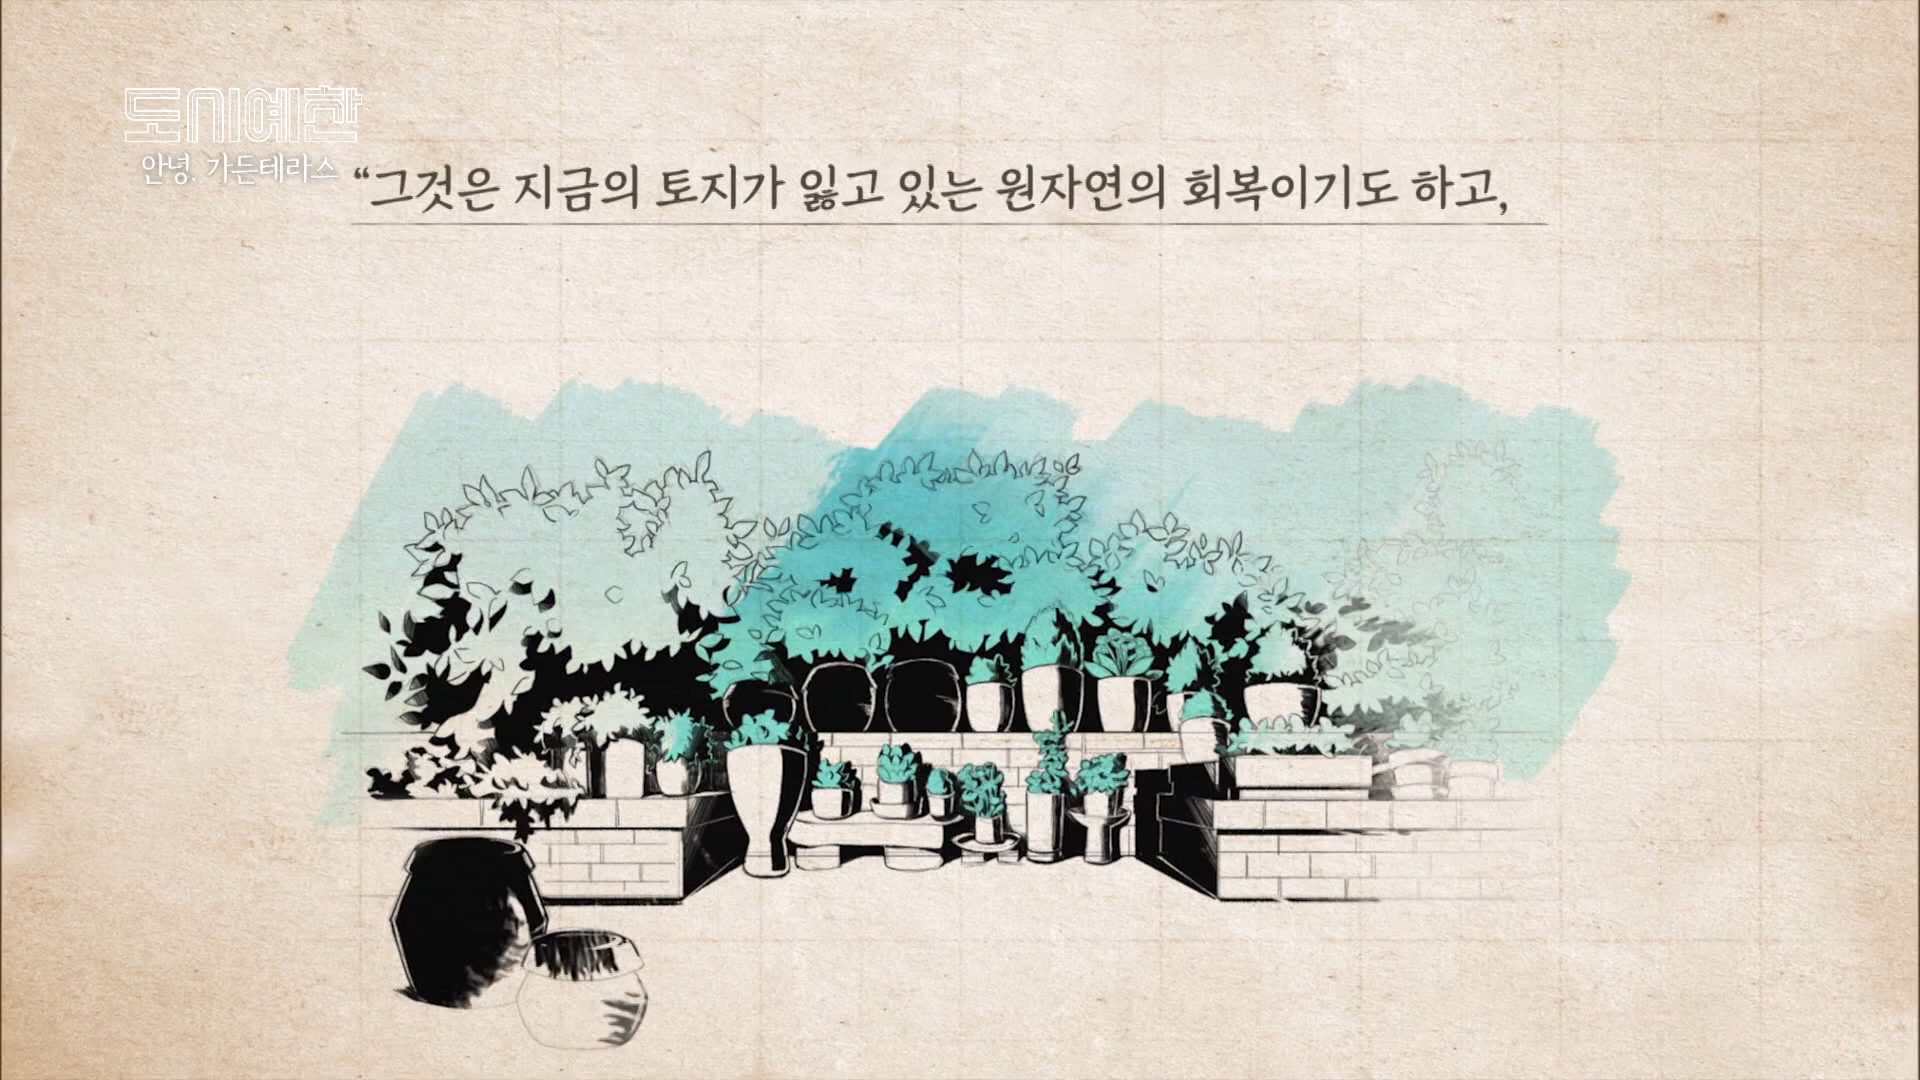 도시예찬
안녕. 가든테라스
“그것은 지금의 토지가 잃고 있는 원자연의 회복이기도 하고,